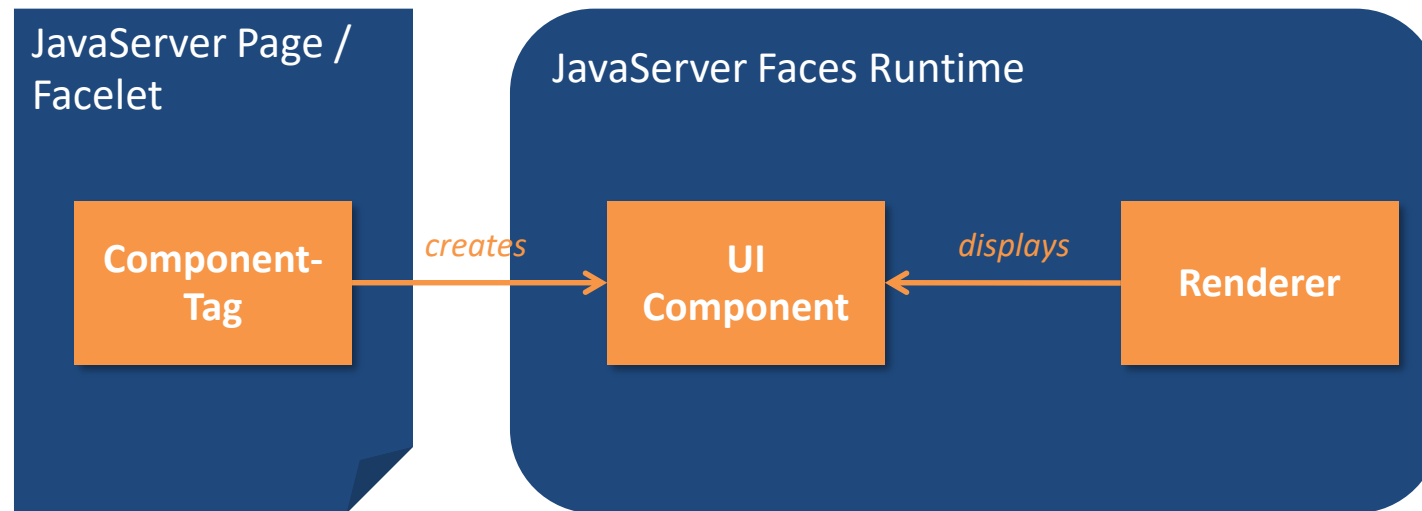 JavaServer Page /
Facelet
JavaServer Faces Runtime
Component-
Tag
creates
UI
Component
displays
Renderer